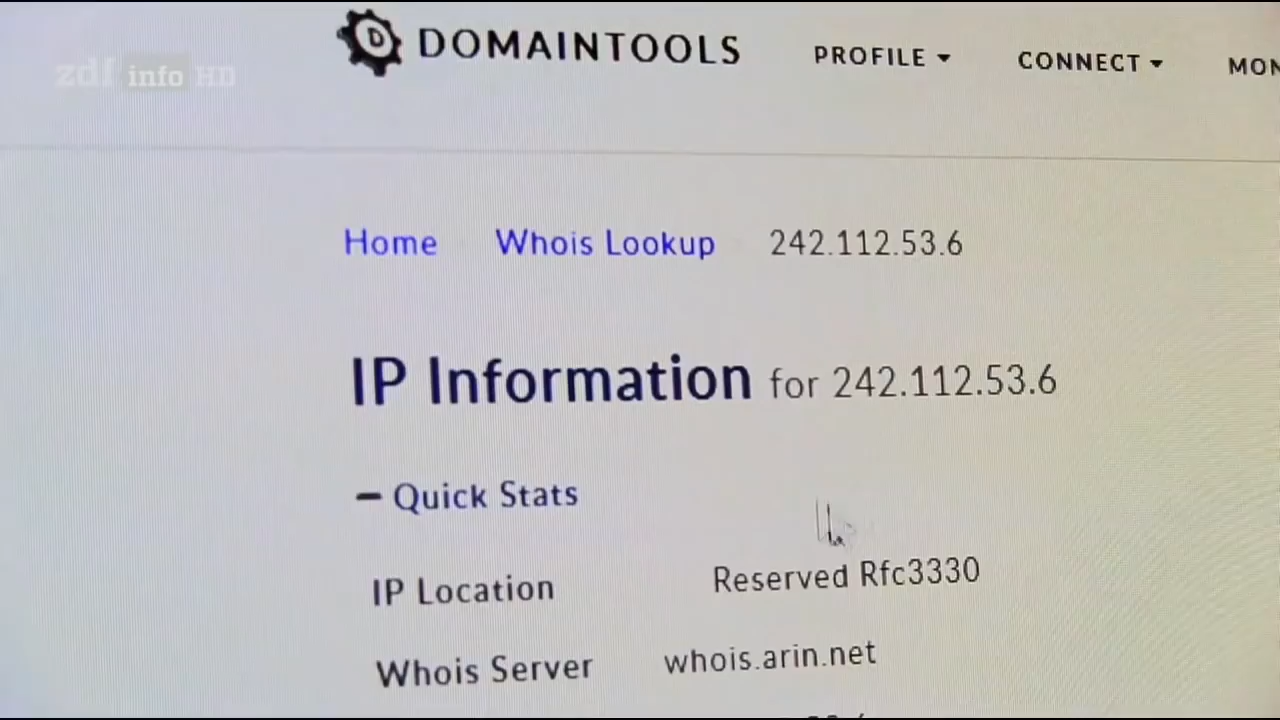 zdf info HD
DOMAINTOOLS PROFILE CONNECT
Home Whois Lookup 242.112.53.6
IP Information for 242.112.53.6
— Quick Stats
IP Location Reserved Rfc3330
Whois Server whois.arin.net